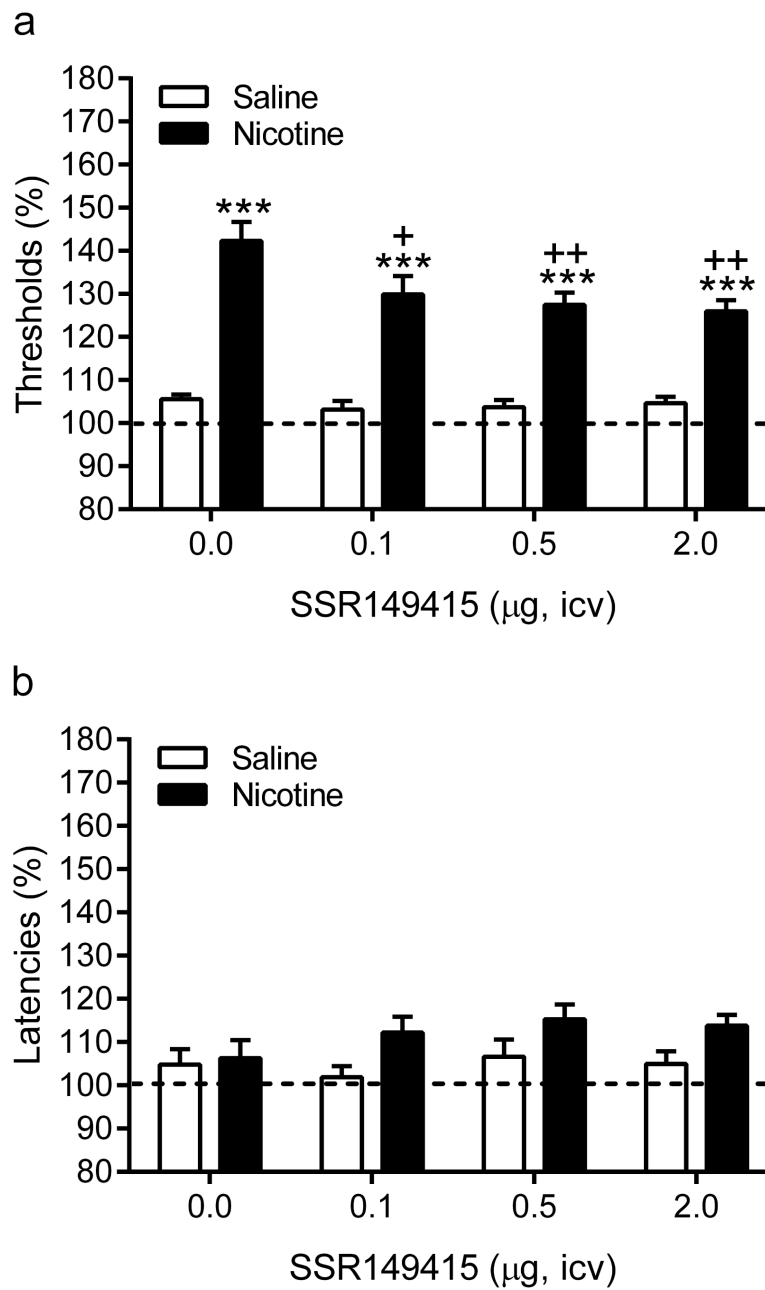 a
Thresholds (%)
180
170
160
150
140
130
120
110
100
90
80
Saline
Nicotine
***
+
***
++
***
++
***
0.0 0.1 0.5 2.0
SSR149415 (μg, icv)
b
Latencies (%)
180
170
160
150
140
130
120
110
100
90
80
Saline
Nicotine
0.0 0.1 0.5 2.0
SSR149415 (μg, icv)